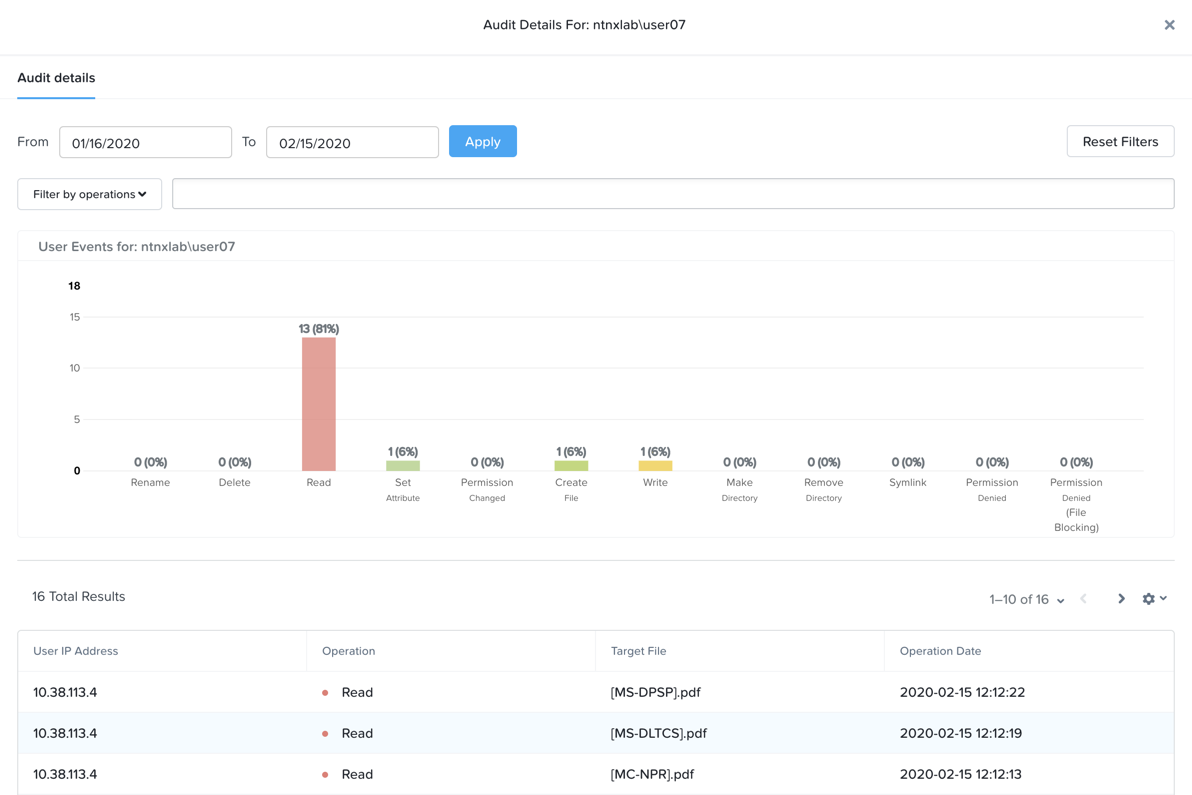 Audit Details For: ntnxlab\user07
Audit details
From 01/16/2020 To 02/15/2020 Apply Reset Filters
Filter by operations
User Events for: ntnxlab\user07
18
15
10
5
0
13 (81%)
0 (0%) 0 (0%) 1 (6%) 0 (0%) 1 (6%) 1 (6%) 0 (0%) 0 (0%) 0 (0%) 0 (0%) 0 (0%)
Rename Delete Read Set Permission Create Write Make Remove Symlink Permission Permission
Attribute Changed File Directory Directory Denied Denied
(File
Blocking)
16 Total Results 1–10 of 16
User IP Address Operation Target File Operation Date
10.38.113.4 Read [MS-DPSP].pdf 2020-02-15 12:12:22
10.38.113.4 Read [MS-DLTCS].pdf 2020-02-15 12:12:19
10.38.113.4 Read [MC-NPR].pdf 2020-02-15 12:12:13